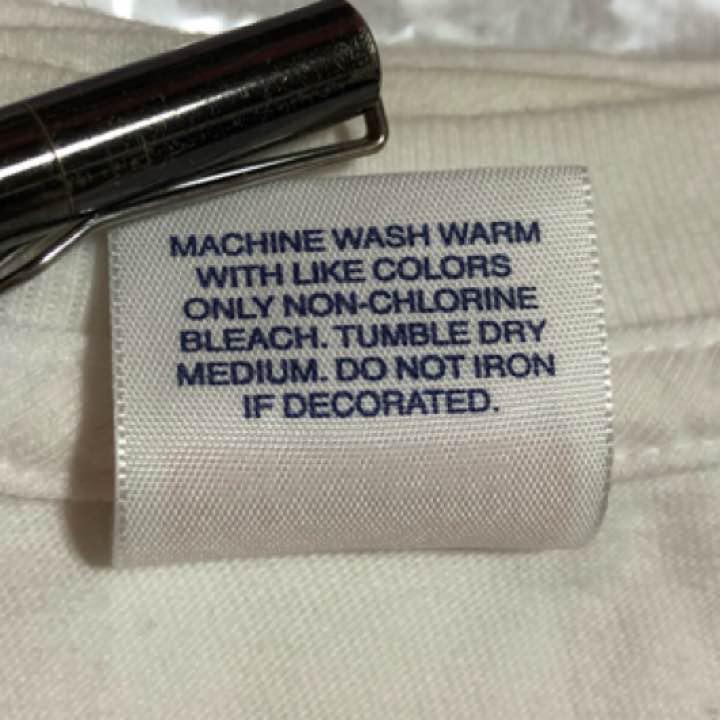 MACHINE WASH WARM
WITH LIKE COLORS
ONLY NON-CHLORINE
BLEACH. TUMBLE DRY
MEDIUM. DO NOT IRON
IF DECORATED.